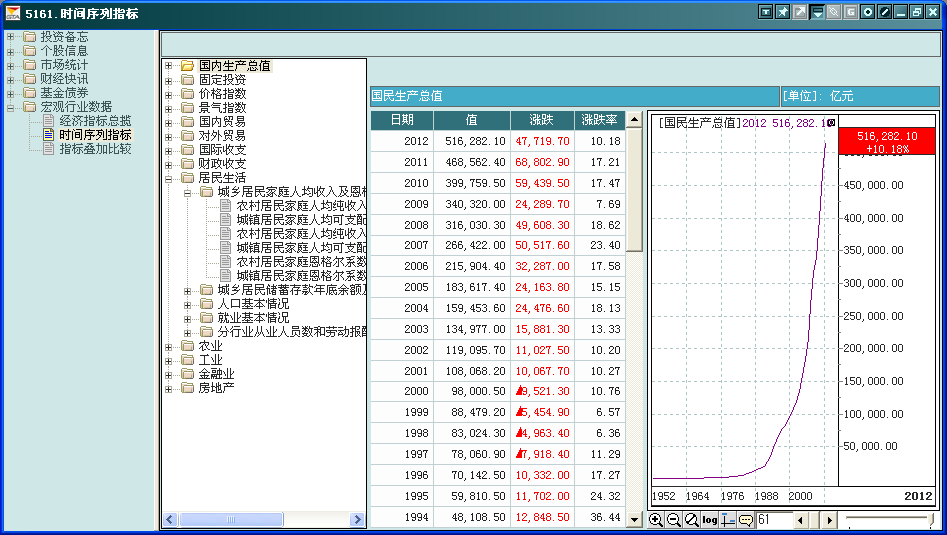 5161.时间序列指标
投资备忘
个股信息
市场统计
财经快讯
基金债券
宏观行业数据
经济指标总揽
时间序列指标
指标叠加比较
国内生产总值
固定投资
价格指数
景气指数
国内贸易
对外贸易
国际收支
财政收支
居民生活
城乡居民家庭人均收入及恩格
农村居民家庭人均纯收入
城镇居民家庭人均可支配
农村居民家庭人均纯收入
城镇居民家庭人均可支配
农村居民家庭恩格尔系数
城镇居民家庭恩格尔系数
城乡居民储蓄存款年底余额及
人口基本情况
就业基本情况
分行业从业人员数和劳动报酬
农业
工业
金融业
房地产
国民生产总值 [单位]: 亿元
日期 值 涨跌 涨跌率
2012 516,282.10 47,719.70 10.18
2011 468,562.40 68,802.90 17.21
2010 399,759.50 59,439.50 17.47
2009 340,320.00 24,289.70 7.69
2008 316,030.30 49,608.30 18.62
2007 266,422.00 50,517.60 23.40
2006 215,904.40 32,287.00 17.58
2005 183,617.40 24,163.80 15.15
2004 159,453.60 24,476.60 18.13
2003 134,977.00 15,881.30 13.33
2002 119,095.70 11,027.50 10.20
2001 108,068.20 10,067.70 10.27
2000 98,000.50 ▲9,521.30 10.76
1999 88,479.20 ▲5,454.90 6.57
1998 83,024.30 ▲4,963.40 6.36
1997 78,060.90 ▲7,918.40 11.29
1996 70,142.50 10,332.00 17.27
1995 59,810.50 11,702.00 24.32
1994 48,108.50 12,848.50 36.44
[国民生产总值]2012 516,282.1
516,282.10
+10.18%
450,000.00
400,000.00
350,000.00
300,000.00
250,000.00
200,000.00
150,000.00
100,000.00
50,000.00
1952 1964 1976 1988 2000 2012
log 61